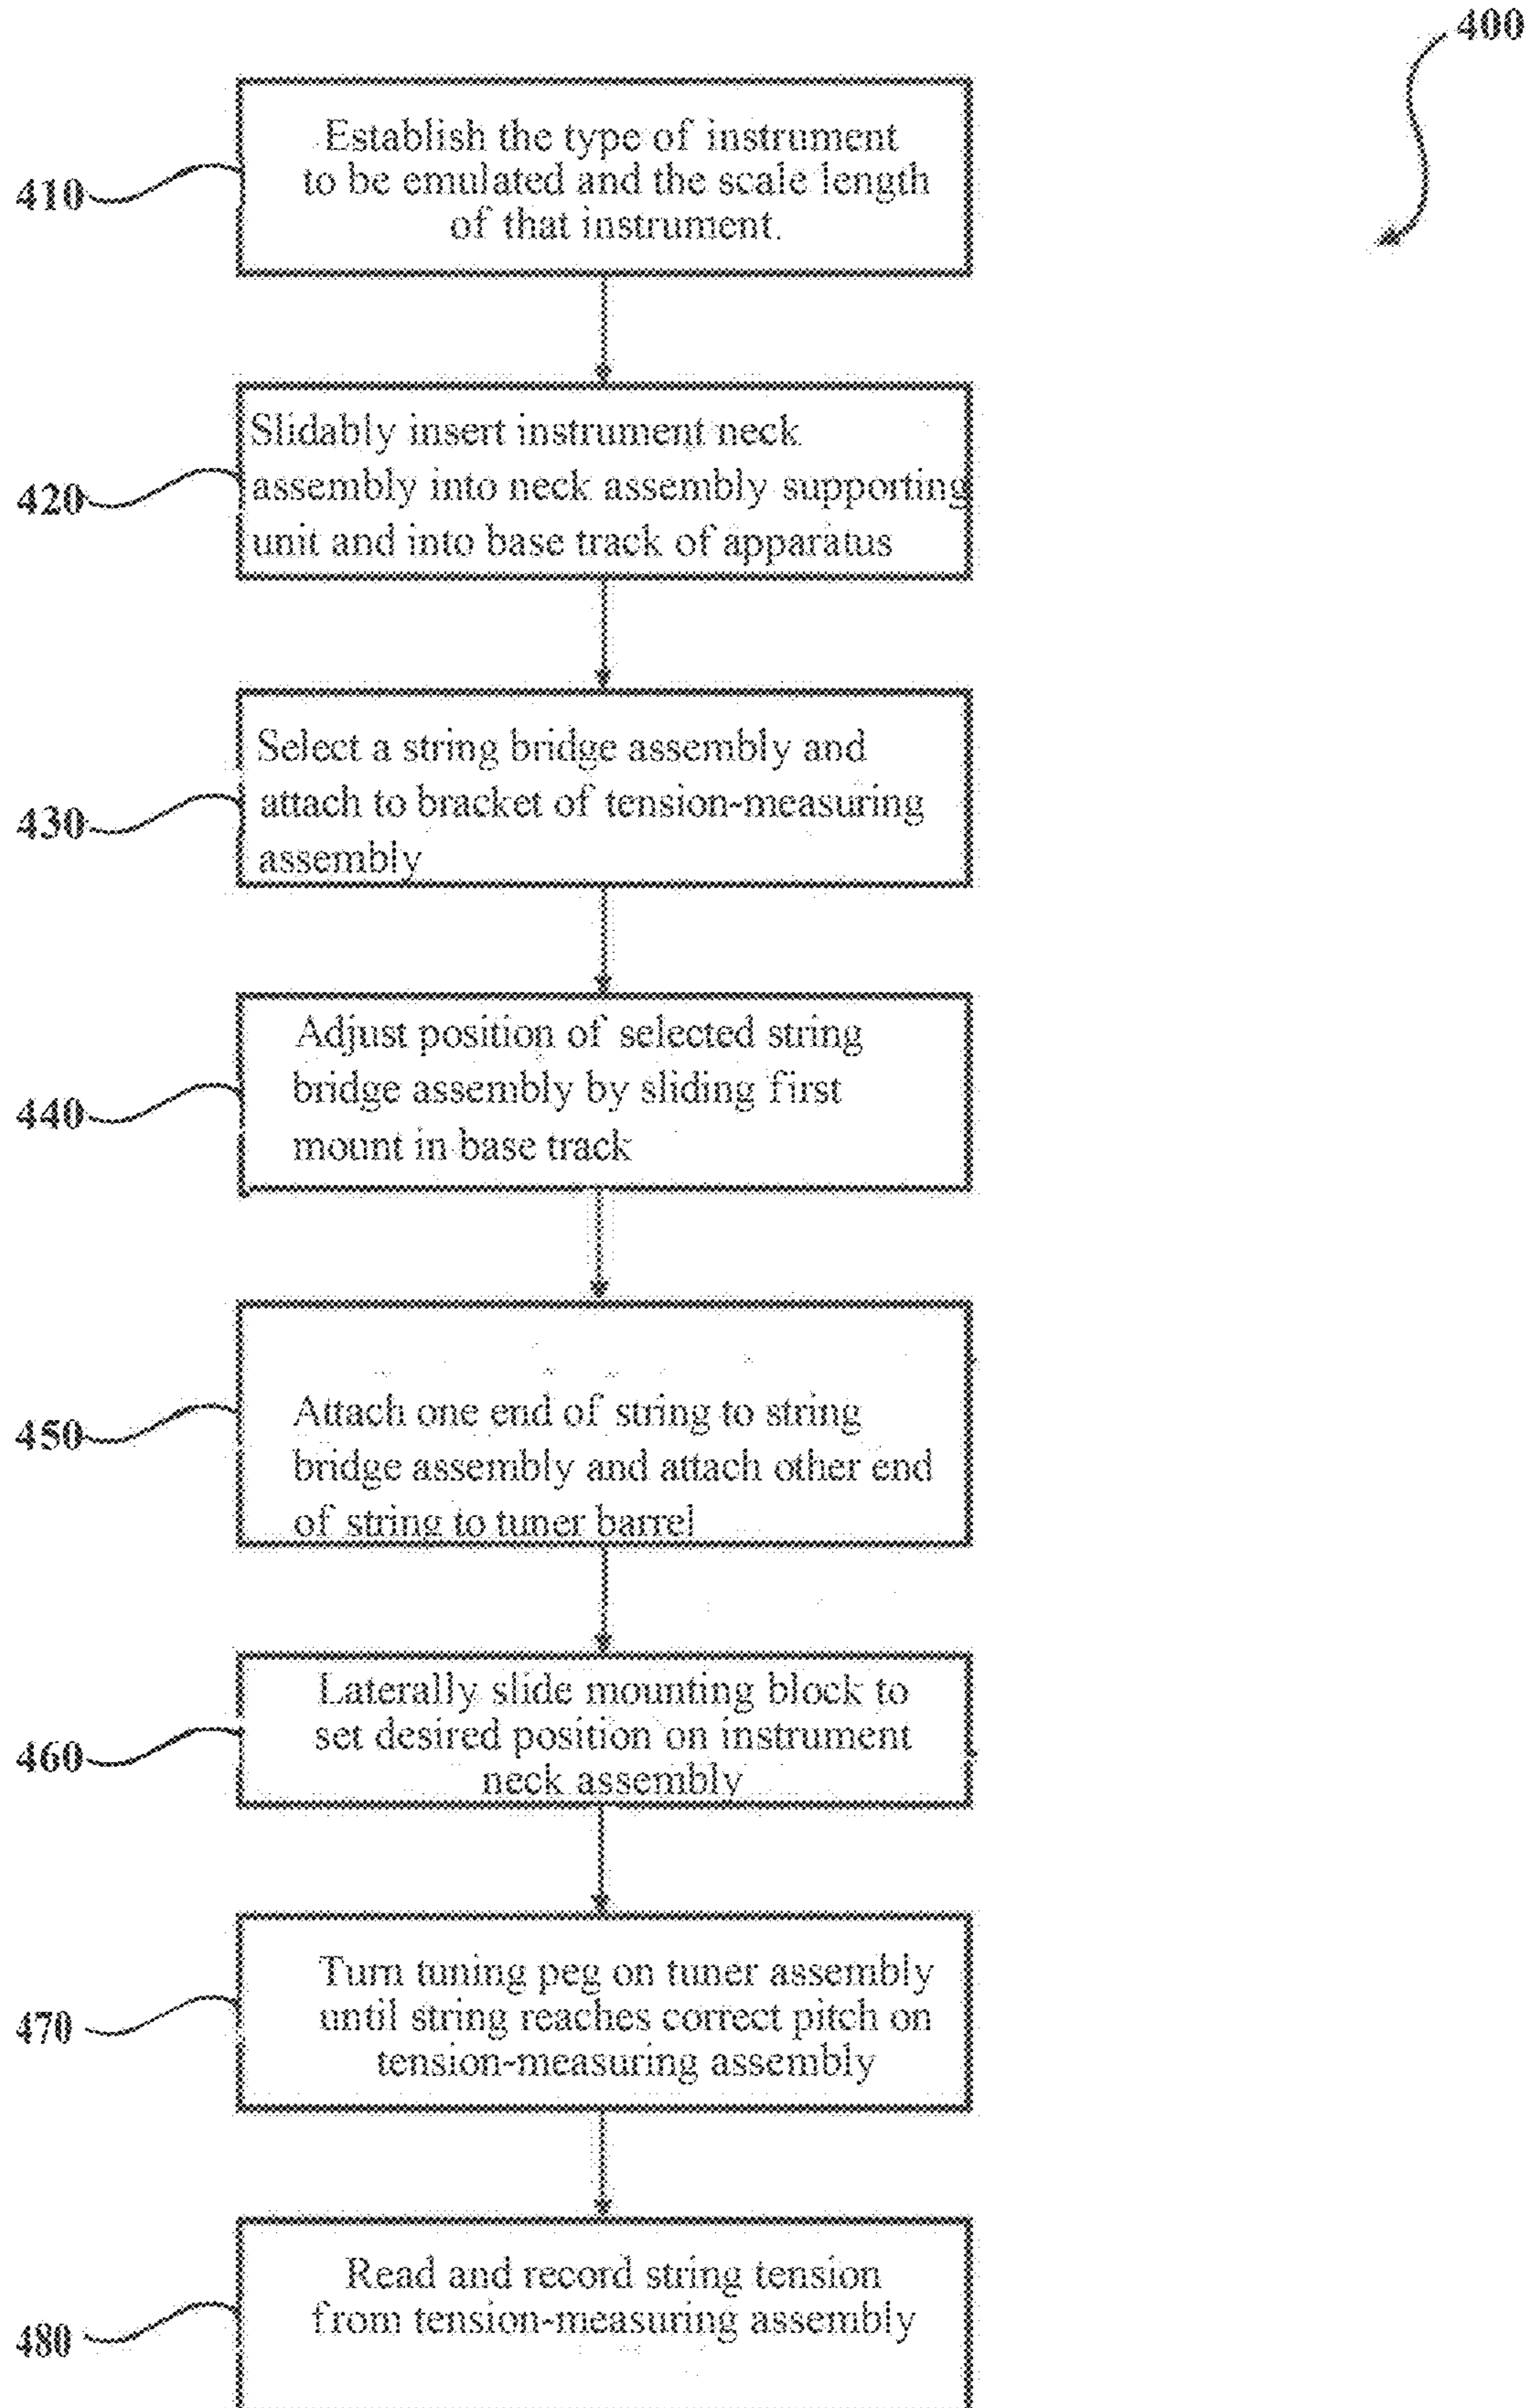 400
410
Establish the type of instrument
to be emulated and the scale length
of that instrument.
420
Slidably insert instrument neck
assembly into neck assembly supporting
unit and into base track of apparatus
430
Select a string bridge assembly and
attach to bracket of tension-measuring
assembly
440
Adjust position of selected string
bridge assembly by sliding first
mount in base track
450
Attach one end of string to string
bridge assembly and attach other end
of string to tuner barrel
460
Laterally slide mounting block to
set desired position on instrument
neck assembly
470
Turn tuning peg on tuner assembly
until string reaches correct pitch on
tension-measuring assembly
480
Read and record string tension
from tension-measuring assembly